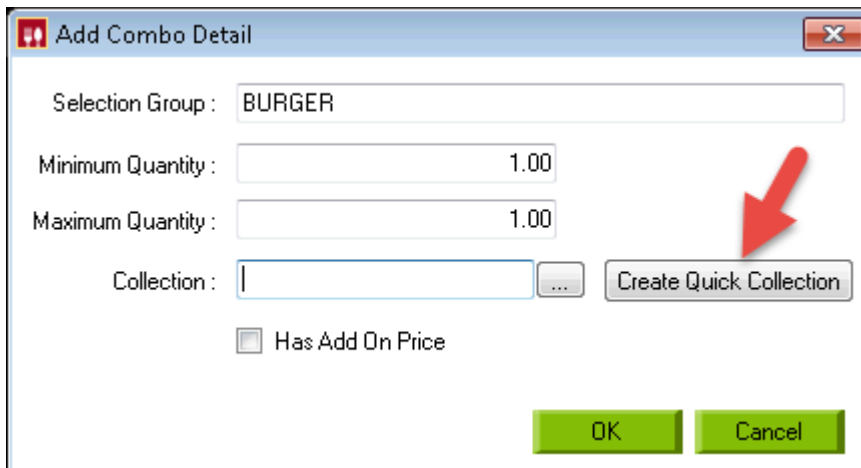 Add Combo Detail
Selection Group : BURGER
Minimum Quantity : 1.00
Maximum Quantity : 1.00
Collection : ... Create Quick Collection
Has Add On Price
OK Cancel